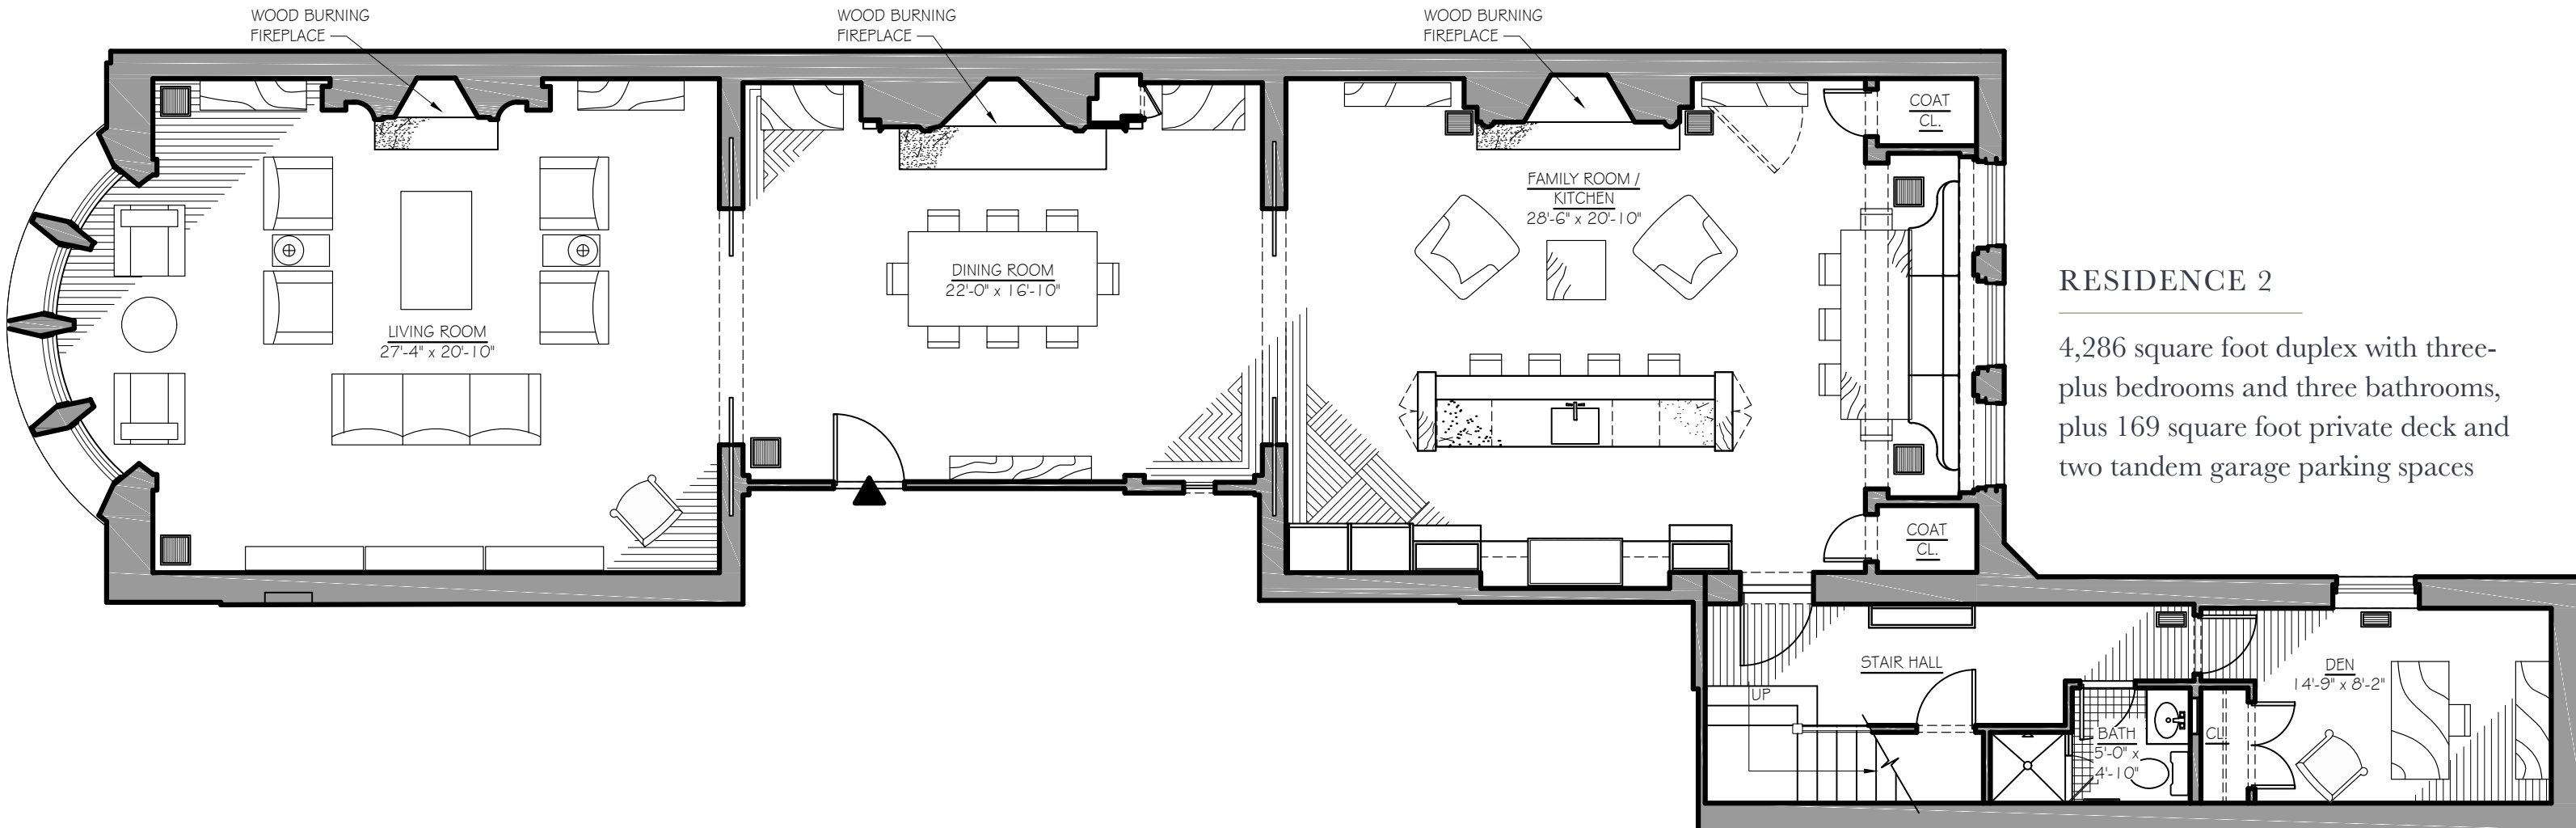 WOOD BURNING
FIREPLACE
WOOD BURNING
FIREPLACE
WOOD BURNING
FIREPLACE
COAT
CL.
FAMILY ROOM /
KITCHEN
28'-6" x 20'-10"
DINING ROOM
22'-0" x 16'-10"
LIVING ROOM
27'-4" x 20'-10"
RESIDENCE 2
4,286 square foot duplex with three-
plus bedrooms and three bathrooms,
plus 169 square foot private deck and
two tandem garage parking spaces
COAT
CL.
STAIR HALL
UP
DEN
14'-9" x 8'-2"
BATH
5'-0" x
4'-10"
CL.